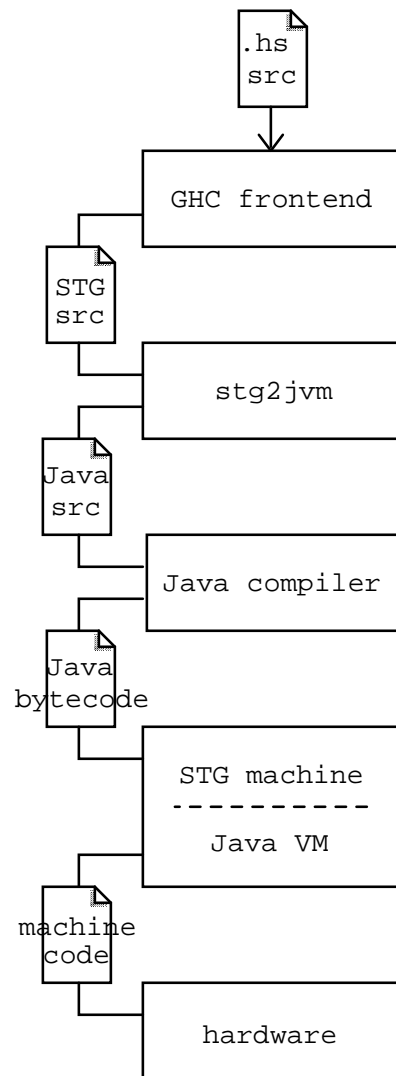 .hs
src
GHC frontend
STG
src
stg2jvm
Java
src
Java compiler
Java
bytecode
STG machine
Java VM
machine
code
hardware